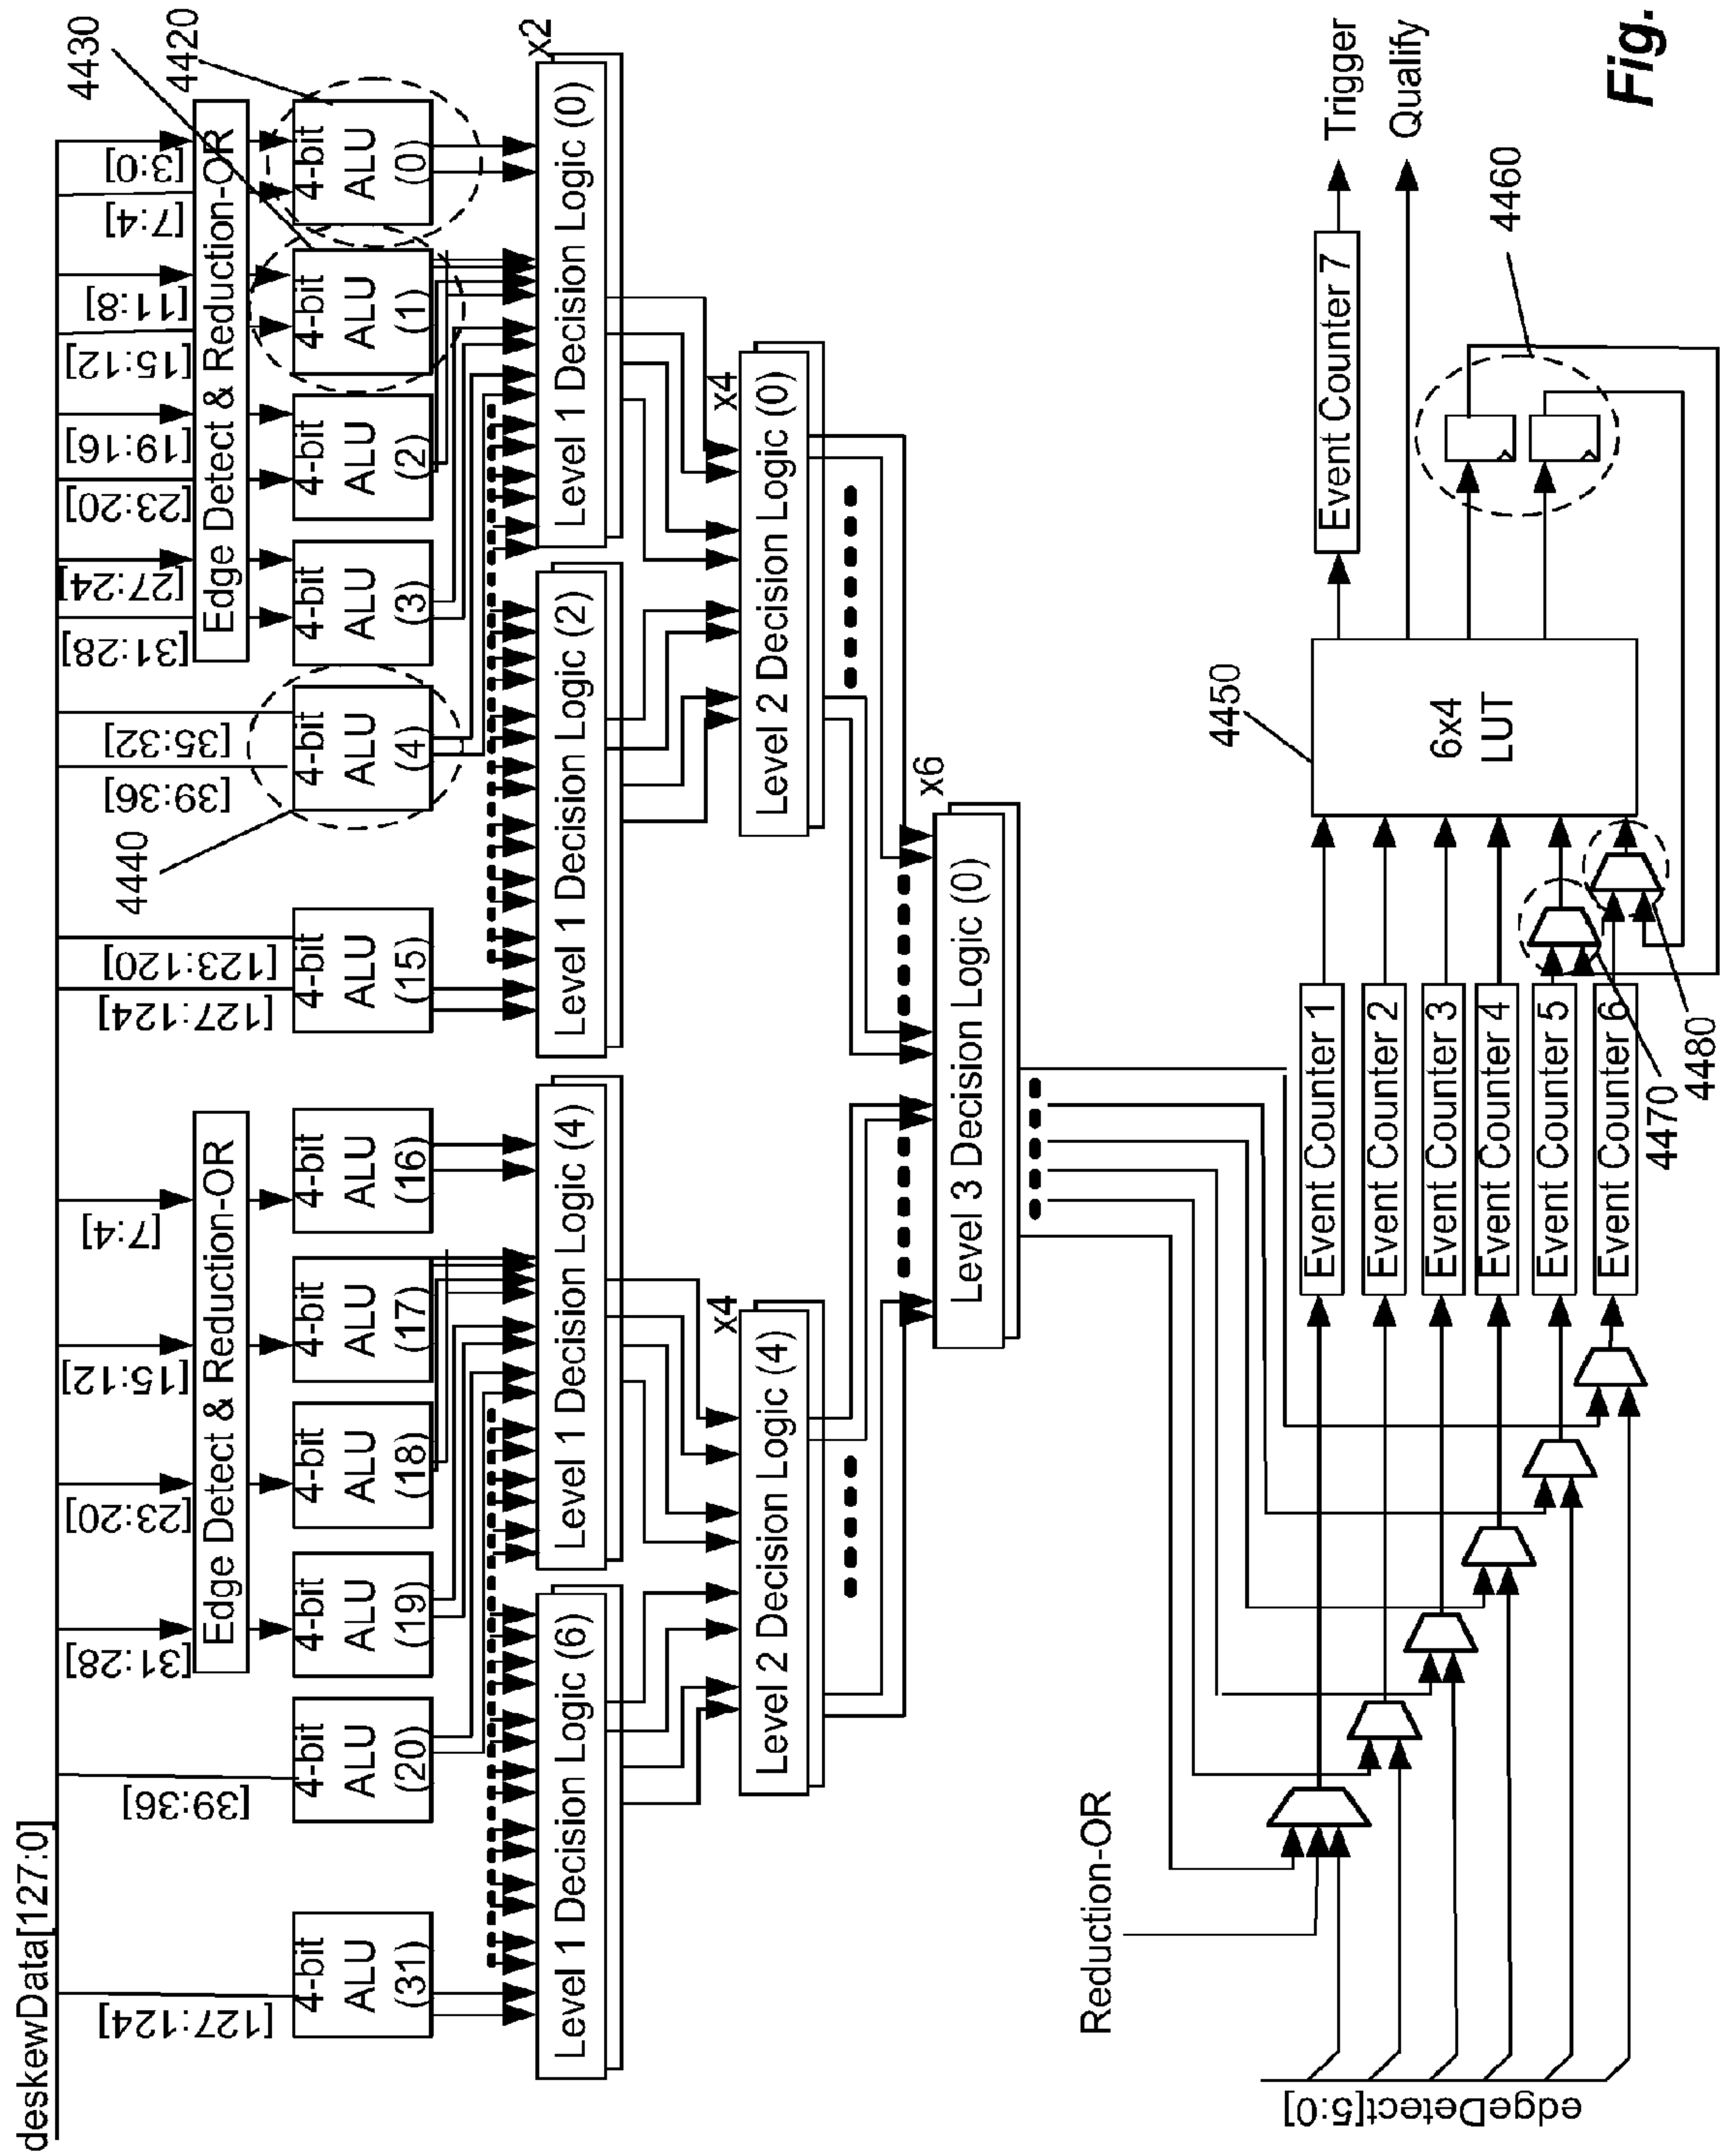 deskewData[127:0]
[127:124]
[39:36]
[31:28]
[23:20]
[15:12]
[7:4]
[127:124]
[123:120]
[39:36]
[35:32]
[31:28]
[27:24]
[23:20]
[19:16]
[15:12]
[11:8]
[7:4]
[3:0]
4440
4430
4420
Edge Detect & Reduction-OR
Edge Detect & Reduction-OR
4-bit
ALU
(31)
4-bit
ALU
(20)
4-bit
ALU
(19)
4-bit
ALU
(18)
4-bit
ALU
(17)
4-bit
ALU
(16)
4-bit
ALU
(15)
4-bit
ALU
(4)
4-bit
ALU
(3)
4-bit
ALU
(2)
4-bit
ALU
(1)
4-bit
ALU
(0)
x2
Level 1 Decision Logic (6)
Level 1 Decision Logic (4)
Level 1 Decision Logic (2)
Level 1 Decision Logic (0)
x4
x4
Level 2 Decision Logic (4)
Level 2 Decision Logic (0)
x6
Level 3 Decision Logic (0)
Reduction-OR
edgeDetect[5:0]
Event Counter 1
Event Counter 2
Event Counter 3
Event Counter 4
Event Counter 5
Event Counter 6
4470
4480
4450
6x4
LUT
Event Counter 7
Trigger
Qualify
4460
Fig.